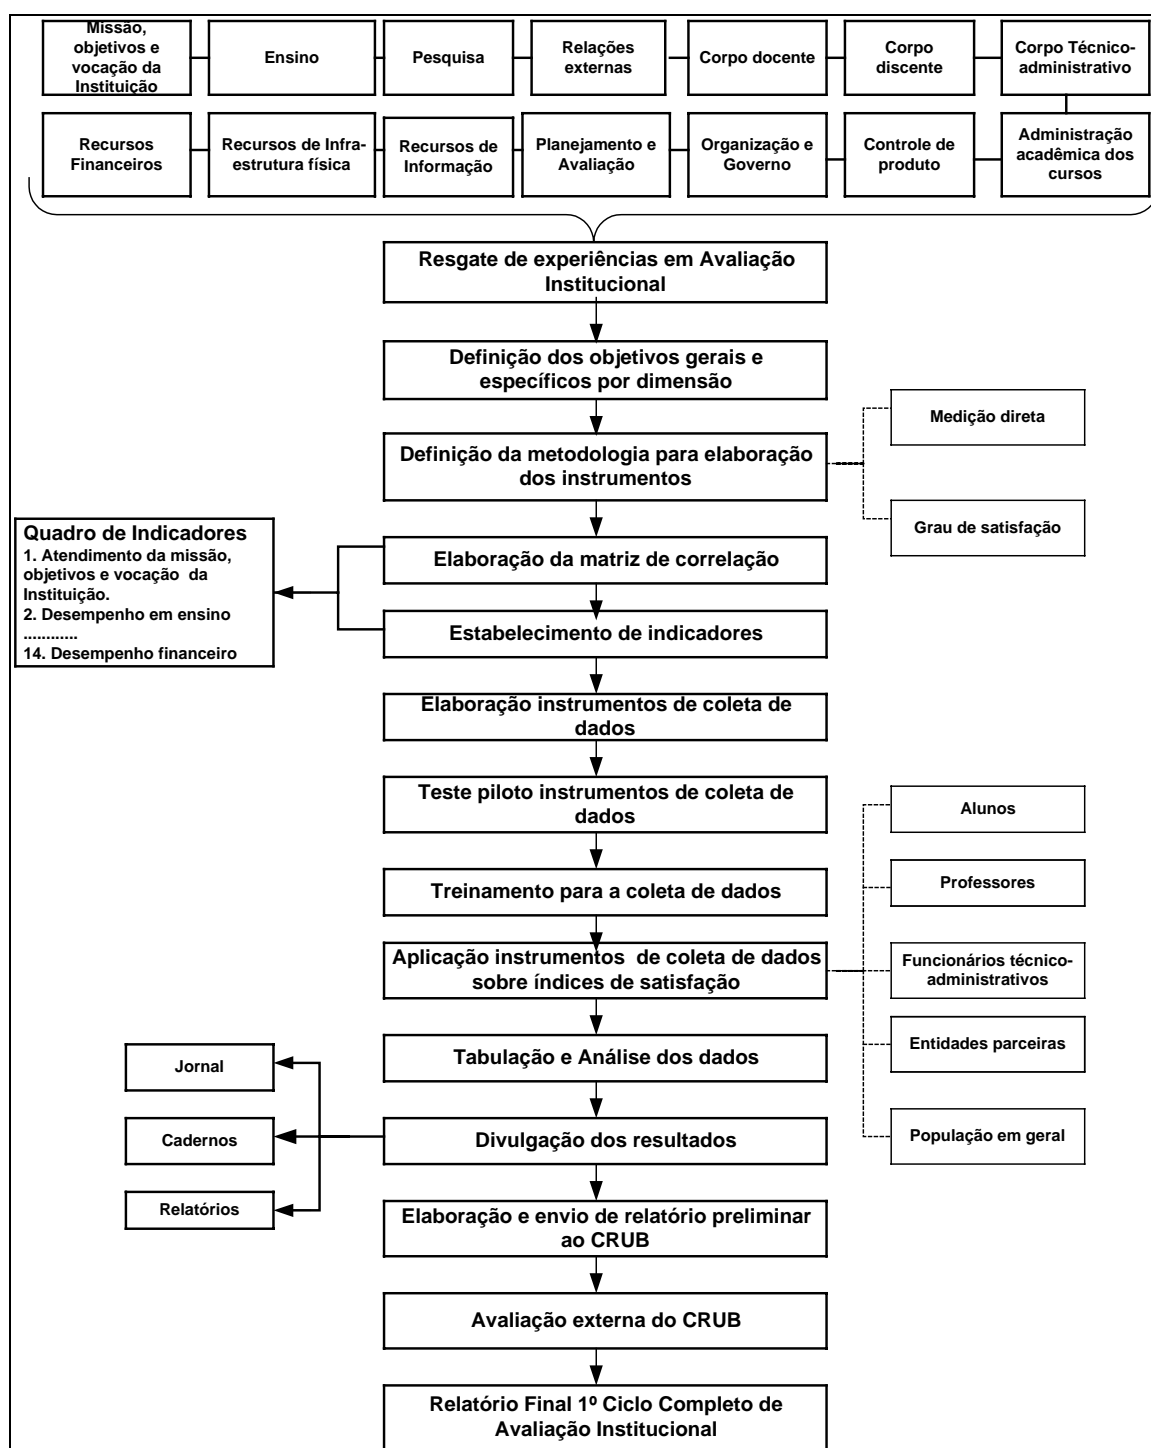 Missão,
objetivos e
vocação da
Instituição
Ensino
Pesquisa
Relações
externas
Corpo docente
Corpo
discente
Corpo Técnico-
administrativo
Recursos
Financeiros
Recursos de Infra-
estrutura física
Recursos de
Informação
Planejamento e
Avaliação
Organização e
Governo
Controle de
produto
Administração
acadêmica dos
cursos
Resgate de experiências em Avaliação
Institucional
Definição dos objetivos gerais e
específicos por dimensão
Definição da metodologia para elaboração
dos instrumentos
Medição direta
Grau de satisfação
Quadro de Indicadores
1. Atendimento da missão,
objetivos e vocação da
Instituição.
2. Desempenho em ensino
............
14. Desempenho financeiro
Elaboração da matriz de correlação
Estabelecimento de indicadores
Elaboração instrumentos de coleta de
dados
Teste piloto instrumentos de coleta de
dados
Treinamento para a coleta de dados
Aplicação instrumentos de coleta de dados
sobre índices de satisfação
Alunos
Professores
Funcionários técnico-
administrativos
Entidades parceiras
População em geral
Tabulação e Análise dos dados
Divulgação dos resultados
Jornal
Cadernos
Relatórios
Elaboração e envio de relatório preliminar
ao CRUB
Avaliação externa do CRUB
Relatório Final 1º Ciclo Completo de
Avaliação Institucional